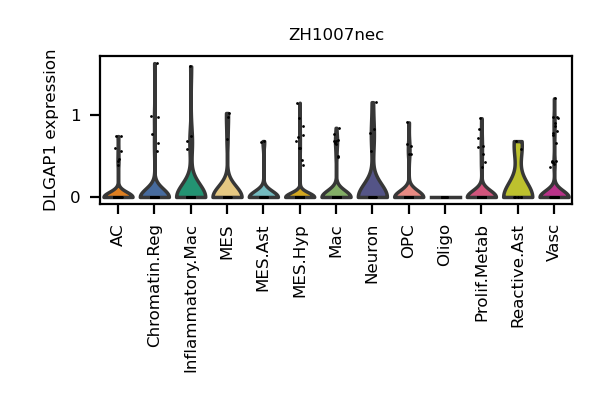 ZH1007nec
DLGAP1 expression
1
0
AC
Chromatin.Reg
Inflammatory.Mac
MES
MES.Ast
MES.Hyp
Mac
Neuron
OPC
Oligo
Prolif.Metab
Reactive.Ast
Vasc